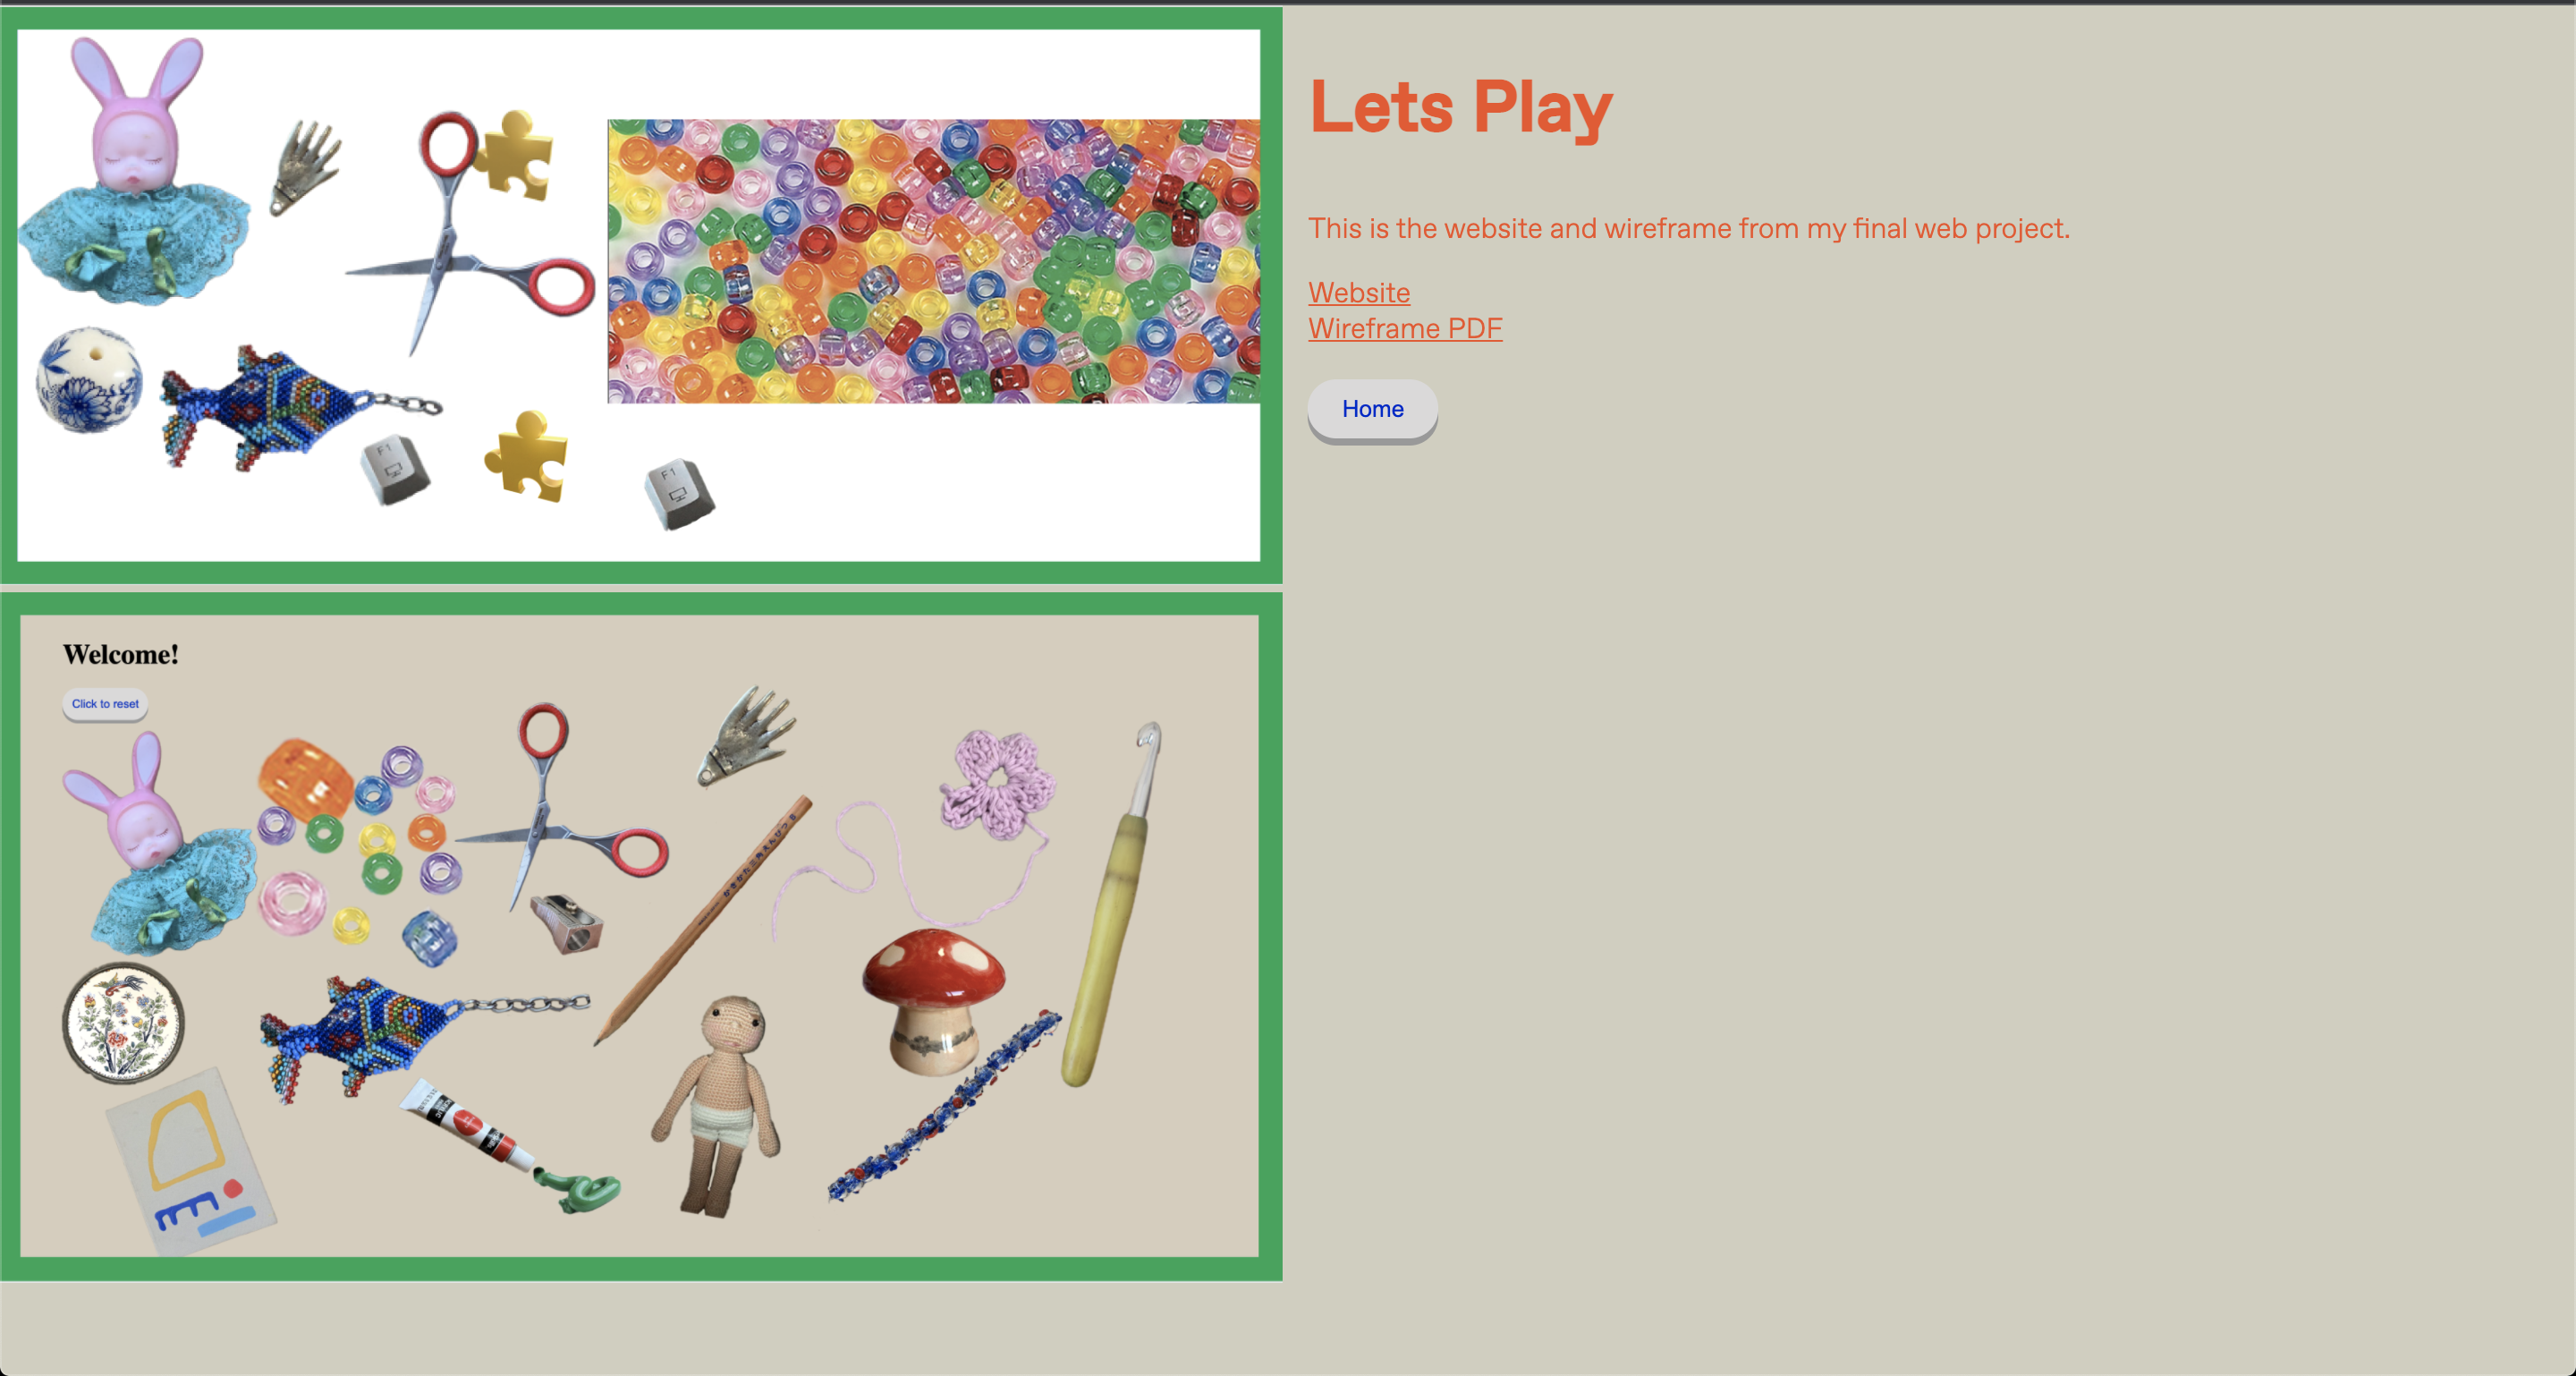 Lets Play
This is the website and wireframe from my final web project.
Website
Wireframe PDF
Home
F1
F1
Welcome!
Click to reset